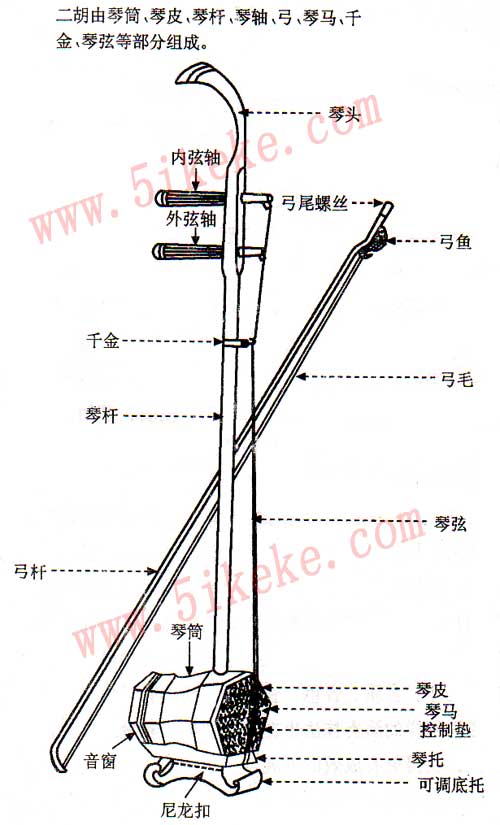 二胡由琴筒、琴皮、琴杆、琴轴、弓、琴马、千
金、琴弦等部分组成。
琴头
内弦轴
弓尾螺丝
外弦轴
弓鱼
千金
弓毛
琴杆
琴弦
弓杆
琴筒
琴皮
琴马
控制垫
音窗
琴托
可调底托
尼龙扣
www.5ikeke.com
www.5ikeke.com